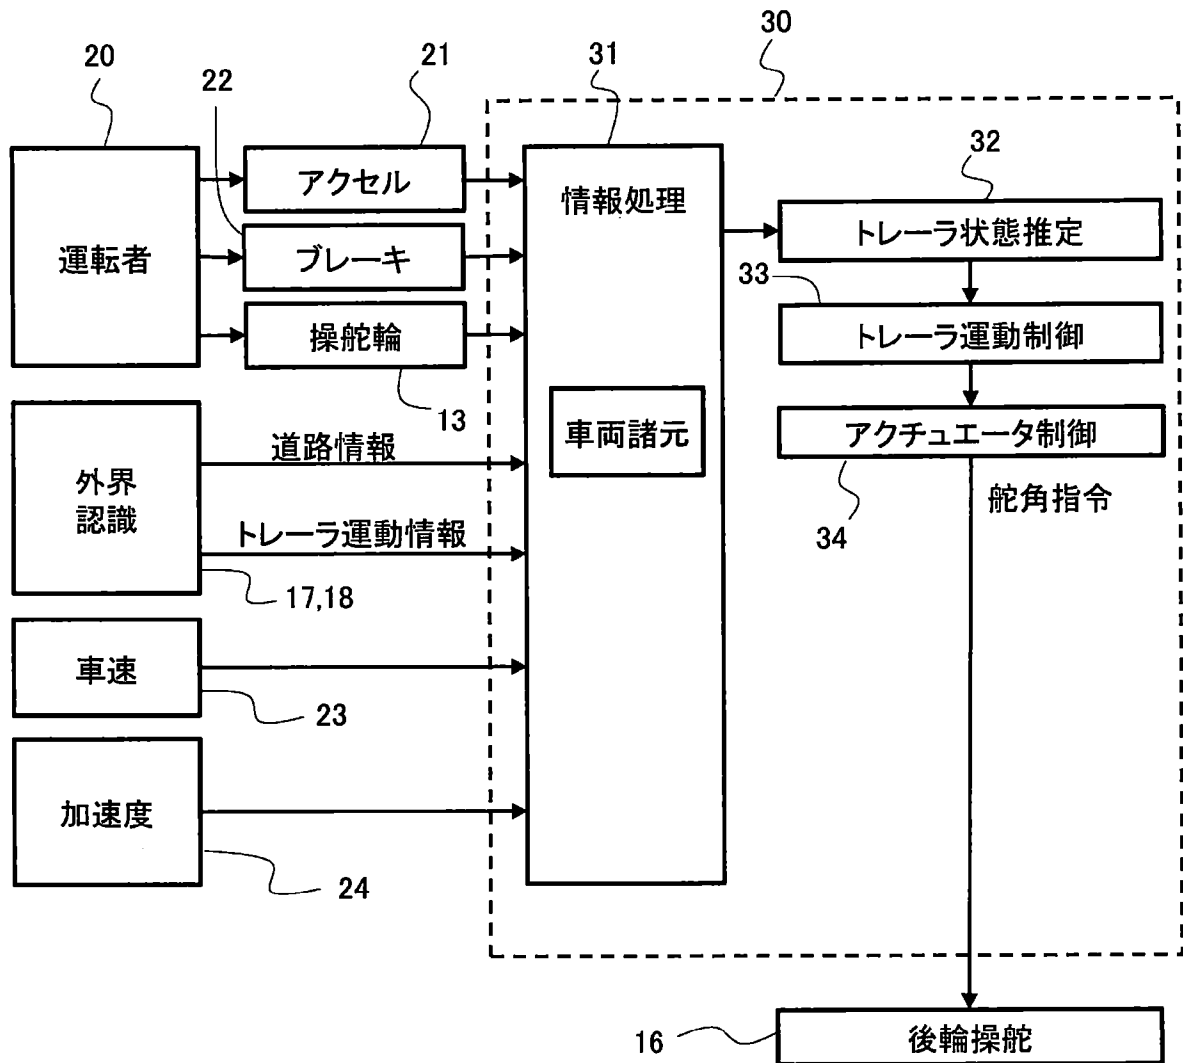 30
20
22
21
31
32
運転者
アクセル
ブレーキ
操舵輪
13
情報処理
車両諸元
トレーラ状態推定
33
トレーラ運動制御
アクチュエータ制御
34
舵角指令
外界
認識
道路情報
トレーラ運動情報
17,18
車速
23
加速度
24
16
後輪操舵